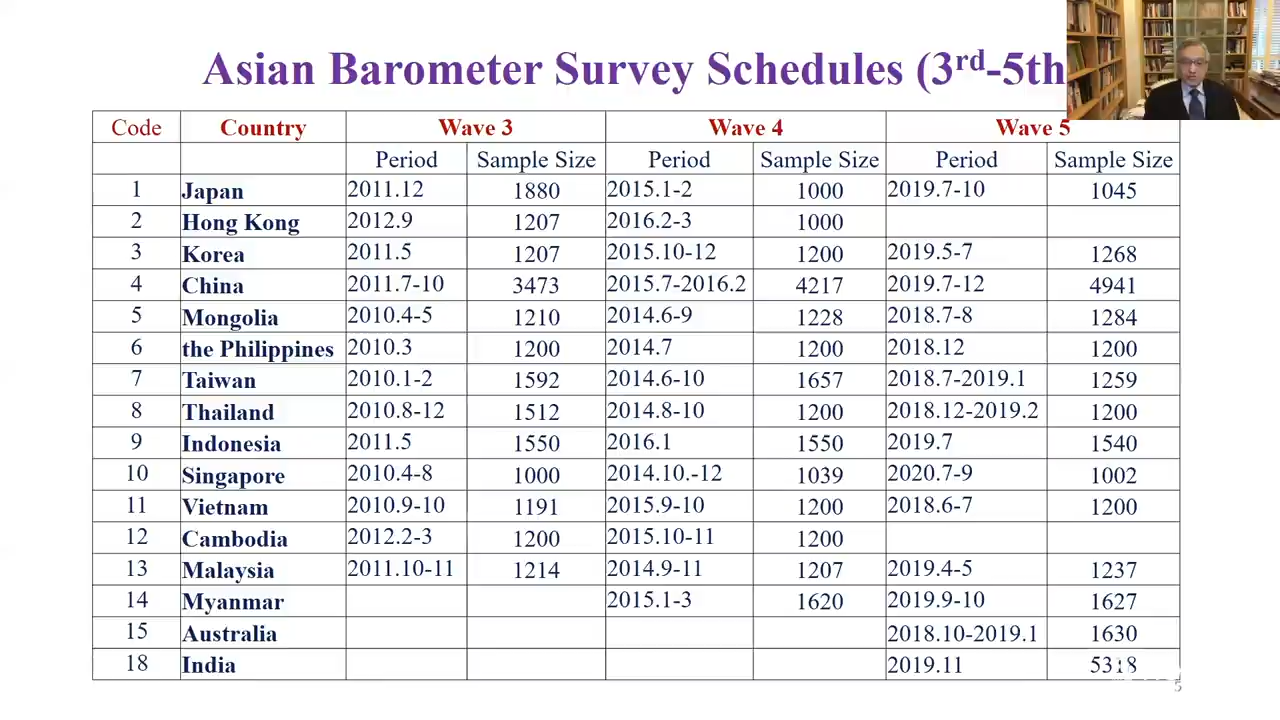 Asian Barometer Survey Schedules (3rd-5th
Code Country Wave 3 Wave 4 Wave 5
Period Sample Size Period Sample Size Period Sample Size
1 Japan 2011.12 1880 2015.1-2 1000 2019.7-10 1045
2 Hong Kong 2012.9 1207 2016.2-3 1000
3 Korea 2011.5 1207 2015.10-12 1200 2019.5-7 1268
4 China 2011.7-10 3473 2015.7-2016.2 4217 2019.7-12 4941
5 Mongolia 2010.4-5 1210 2014.6-9 1228 2018.7-8 1284
6 the Philippines 2010.3 1200 2014.7 1200 2018.12 1200
7 Taiwan 2010.1-2 1592 2014.6-10 1657 2018.7-2019.1 1259
8 Thailand 2010.8-12 1512 2014.8-10 1200 2018.12-2019.2 1200
9 Indonesia 2011.5 1550 2016.1 1550 2019.7 1540
10 Singapore 2010.4-8 1000 2014.10.-12 1039 2020.7-9 1002
11 Vietnam 2010.9-10 1191 2015.9-10 1200 2018.6-7 1200
12 Cambodia 2012.2-3 1200 2015.10-11 1200
13 Malaysia 2011.10-11 1214 2014.9-11 1207 2019.4-5 1237
14 Myanmar 2015.1-3 1620 2019.9-10 1627
15 Australia 2018.10-2019.1 1630
18 India 2019.11 5318
5